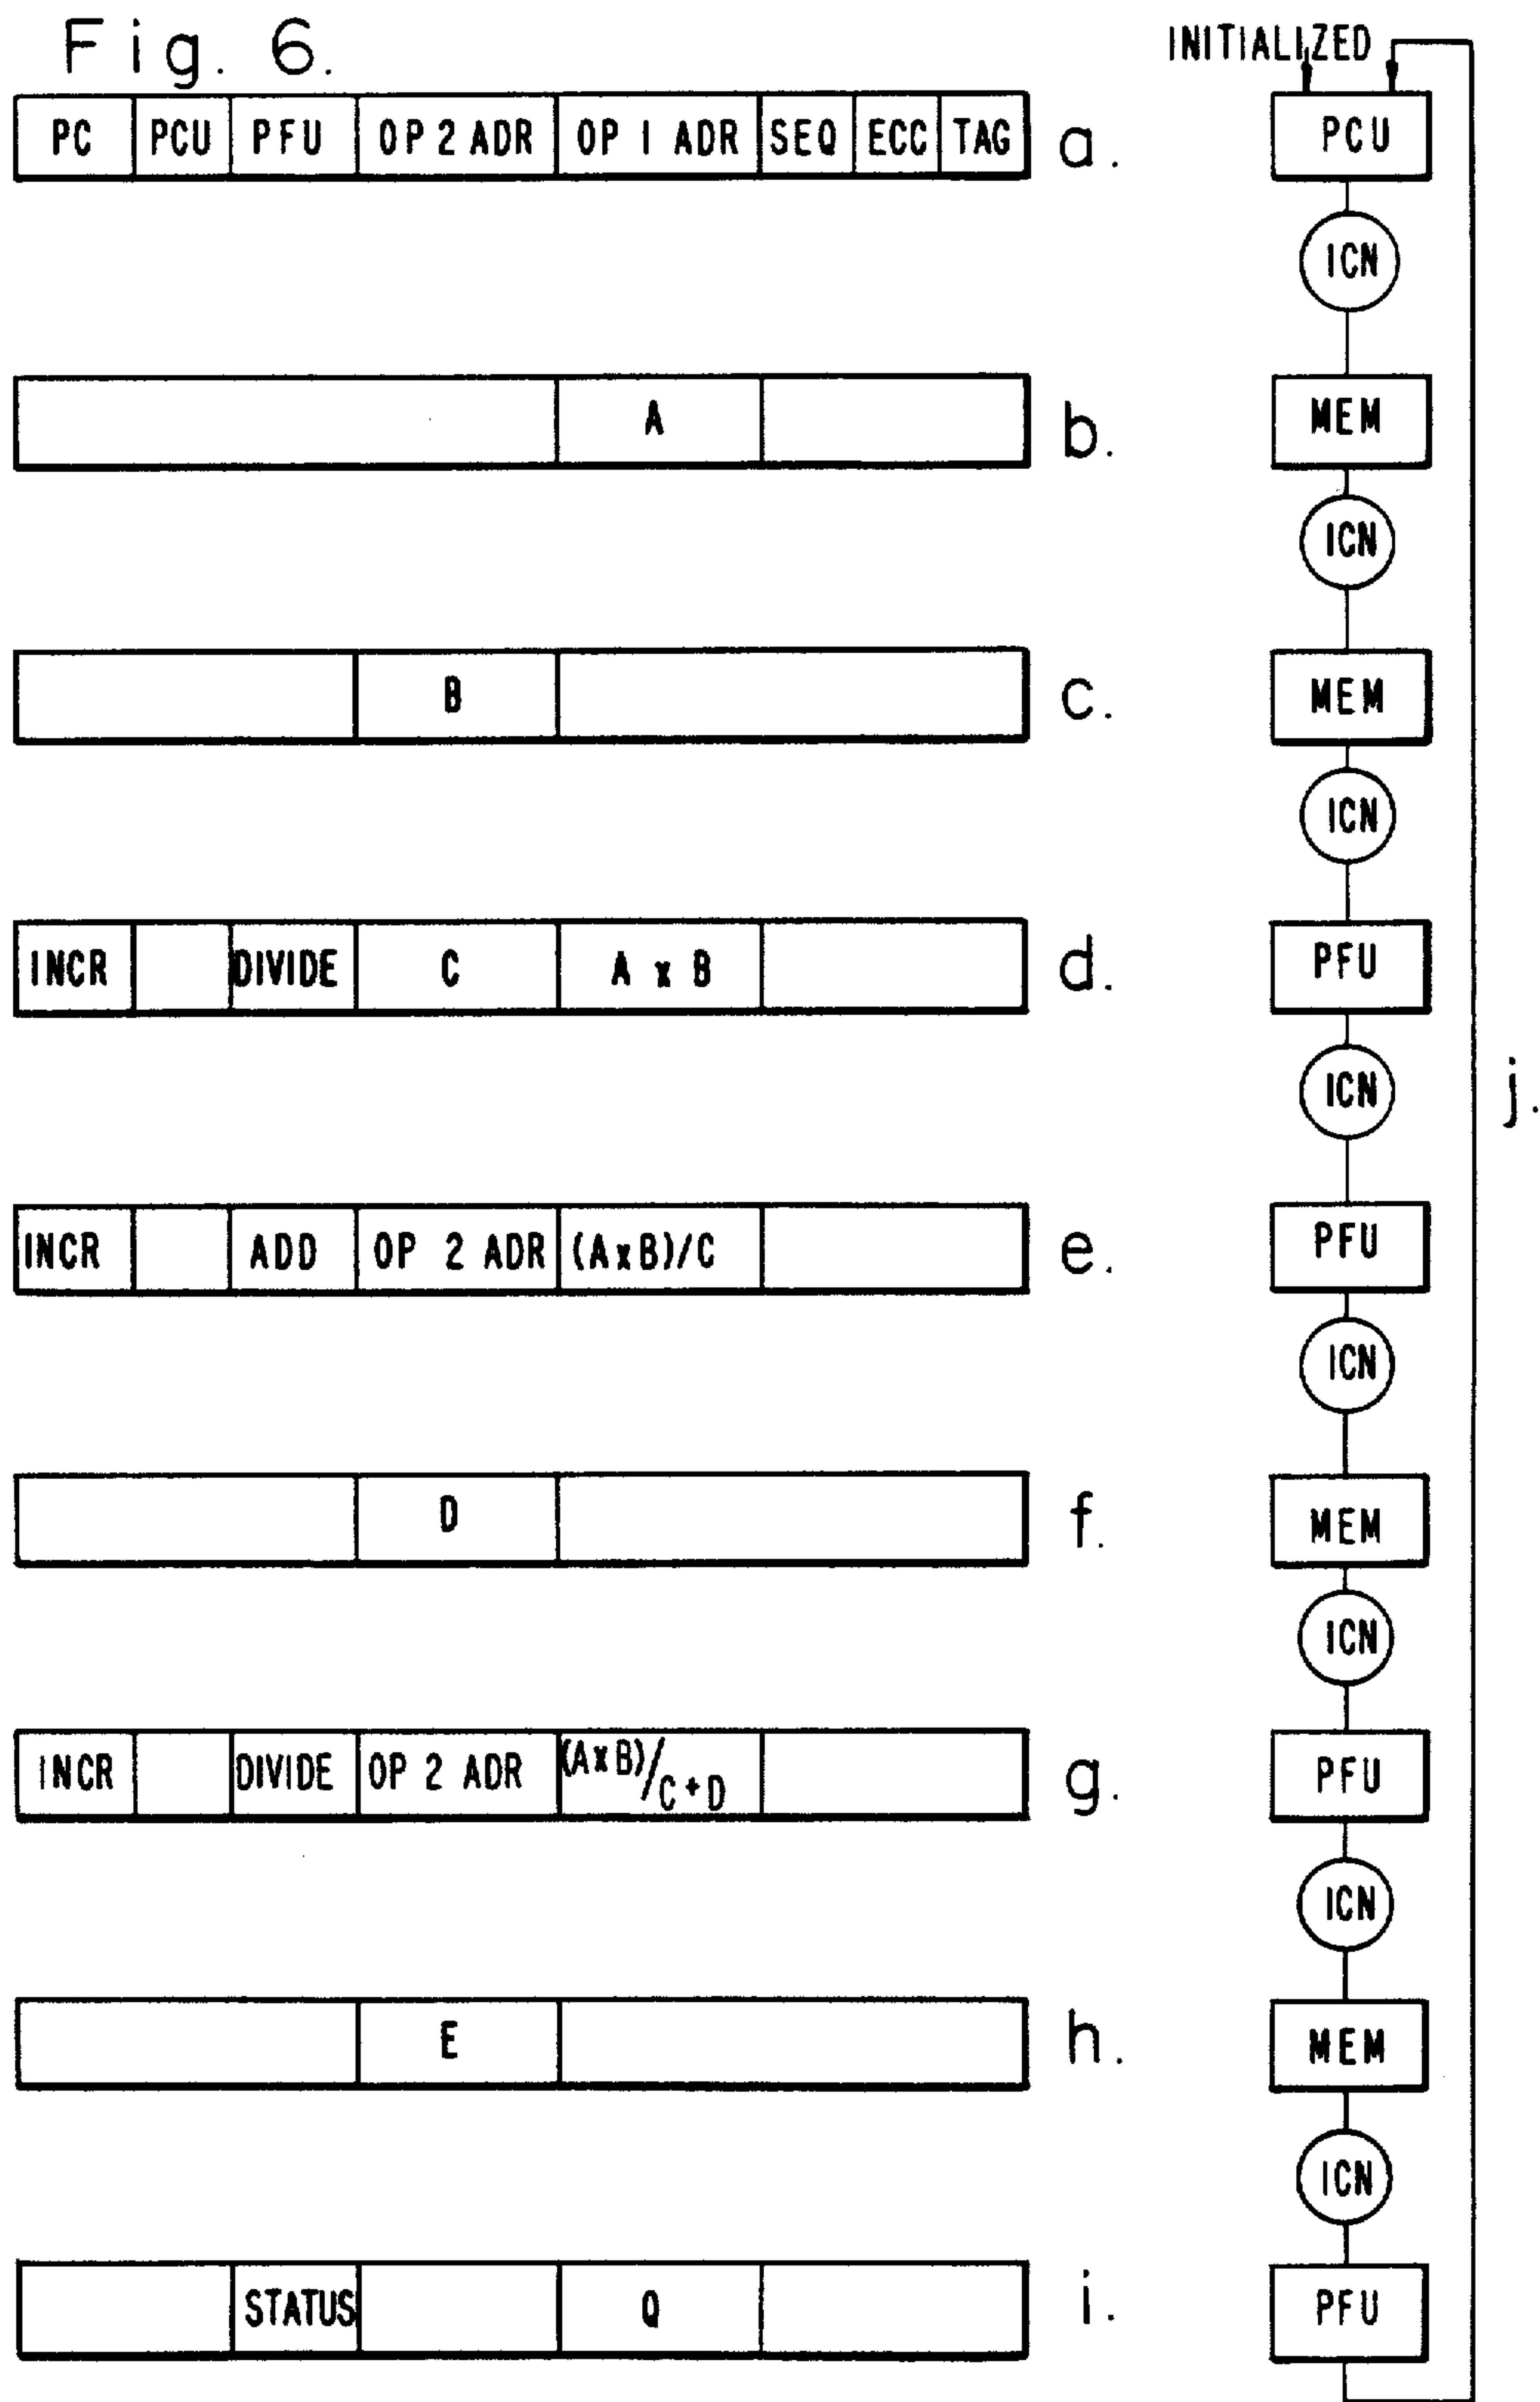 Fig. 6.
INITIALIZED
PC PCU PFU OP 2 ADR OP 1 ADR SEQ ECC TAG a. PCU
ICN
A b. MEM
ICN
B c. MEM
ICN
INCR DIVIDE C A x B d. PFU
ICN
j.
INCR ADD OP 2 ADR (AxB)/C e. PFU
ICN
D f. MEM
ICN
INCR DIVIDE OP 2 ADR (AxB)/C+D g. PFU
ICN
E h. MEM
ICN
STATUS Q i. PFU